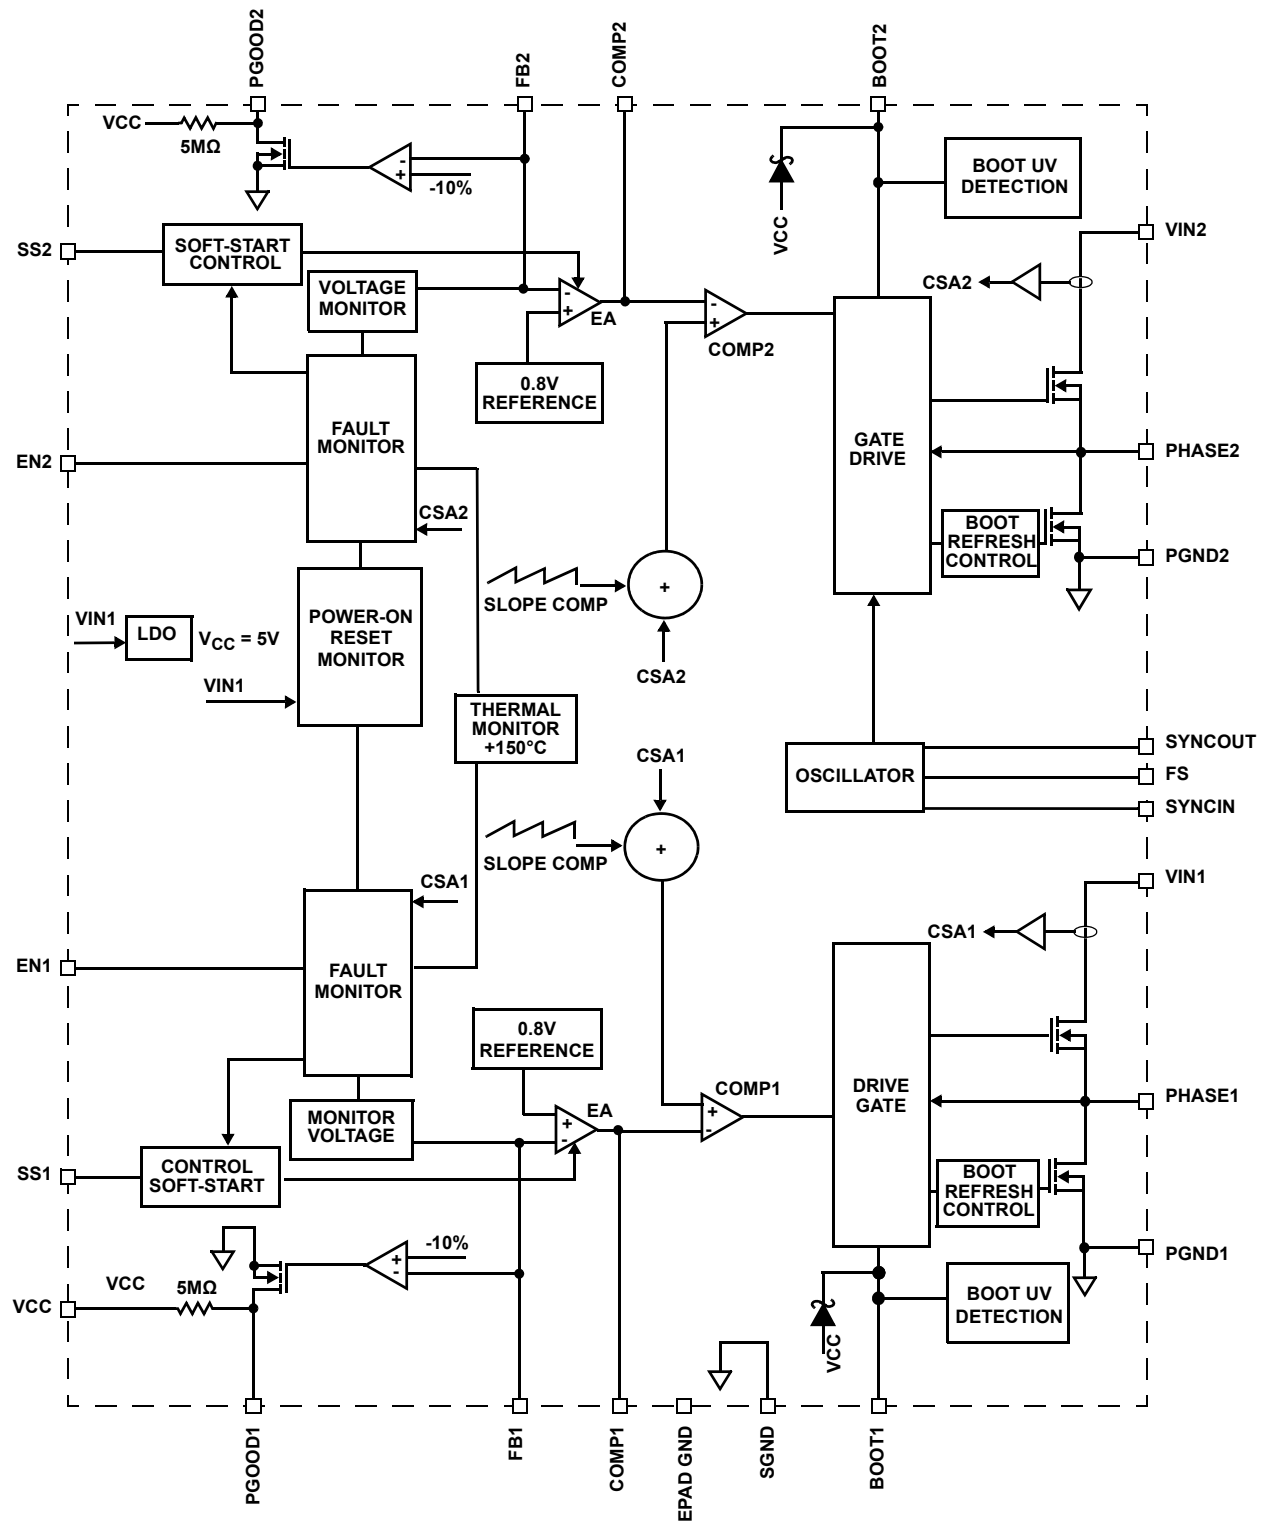 PGOOD2
FB2
COMP2
BOOT2
VCC
5MΩ
-
+
-10%
VCC
BOOT UV
DETECTION
SS2
SOFT-START
CONTROL
VIN2
VOLTAGE
MONITOR
-
+
EA
-
+
COMP2
CSA2
0.8V
REFERENCE
FAULT
MONITOR
GATE
DRIVE
EN2
PHASE2
CSA2
BOOT
REFRESH
CONTROL
PGND2
SLOPE COMP
+
CSA2
VIN1
LDO
VCC = 5V
POWER-ON
RESET
MONITOR
VIN1
THERMAL
MONITOR
+150°C
OSCILLATOR
SYNCOUT
FS
SYNCIN
CSA1
SLOPE COMP
+
CSA1
VIN1
CSA1
EN1
FAULT
MONITOR
0.8V
REFERENCE
COMP1
+
-
EA
+
-
DRIVE
GATE
PHASE1
MONITOR
VOLTAGE
SS1
CONTROL
SOFT-START
BOOT
REFRESH
CONTROL
PGND1
-10%
+
-
VCC
5MΩ
VCC
VCC
BOOT UV
DETECTION
PGOOD1
FB1
COMP1
EPAD GND
SGND
BOOT1